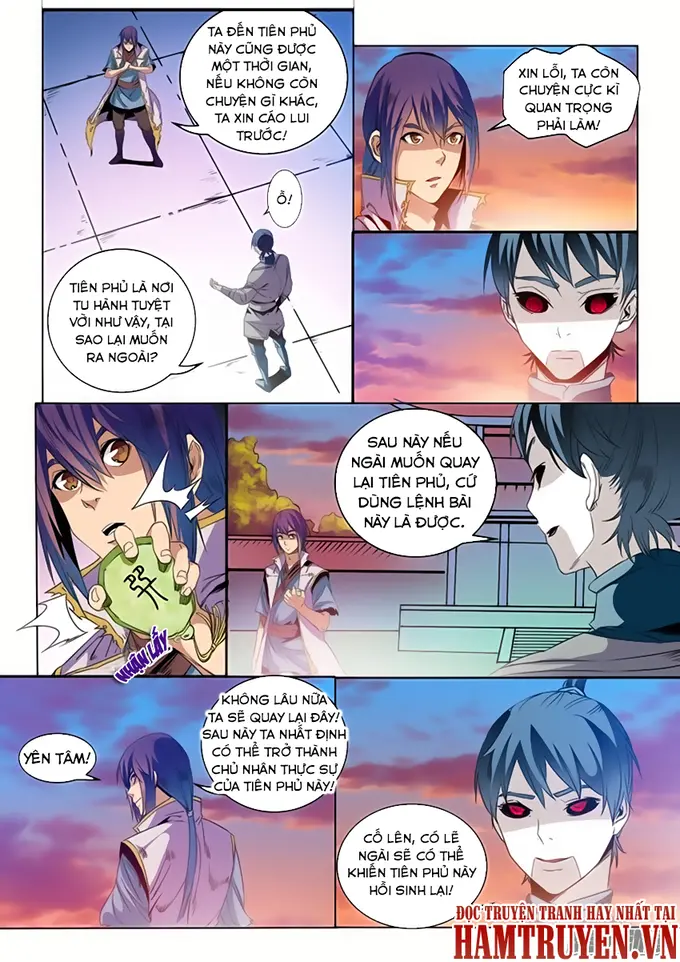 TA ĐẾN TIÊN PHỦ
NÀY CŨNG ĐƯỢC
MỘT THỜI GIAN,
NẾU KHÔNG CÒN
CHUYỆN GÌ KHÁC,
TA XIN CÁO LUI
TRƯỚC!
Ồ!
TIÊN PHỦ LÀ NƠI
TU HÀNH TUYỆT
VỜI NHƯ VẬY, TẠI
SAO LẠI MUỐN
RA NGOÀI?
XIN LỖI, TA CÒN
CHUYỆN CỰC KÌ
QUAN TRỌNG
PHẢI LÀM!
NHẬN LẤY.
SAU NÀY NẾU
NGÀI MUỐN QUAY
LẠI TIÊN PHỦ, CỨ
DÙNG LỆNH BÀI
NÀY LÀ ĐƯỢC.
YÊN TÂM!
KHÔNG LÂU NỮA
TA SẼ QUAY LẠI ĐÂY!
SAU NÀY TA NHẤT ĐỊNH
CÓ THỂ TRỞ THÀNH
CHỦ NHÂN THỰC SỰ
CỦA TIÊN PHỦ NÀY!
CỐ LÊN, CÓ LẼ
NGÀI SẼ CÓ THỂ
KHIẾN TIÊN PHỦ NÀY
HỒI SINH LẠI!
ĐỌC TRUYỆN TRANH HAY NHẤT TẠI
HAMTRUYEN.VN